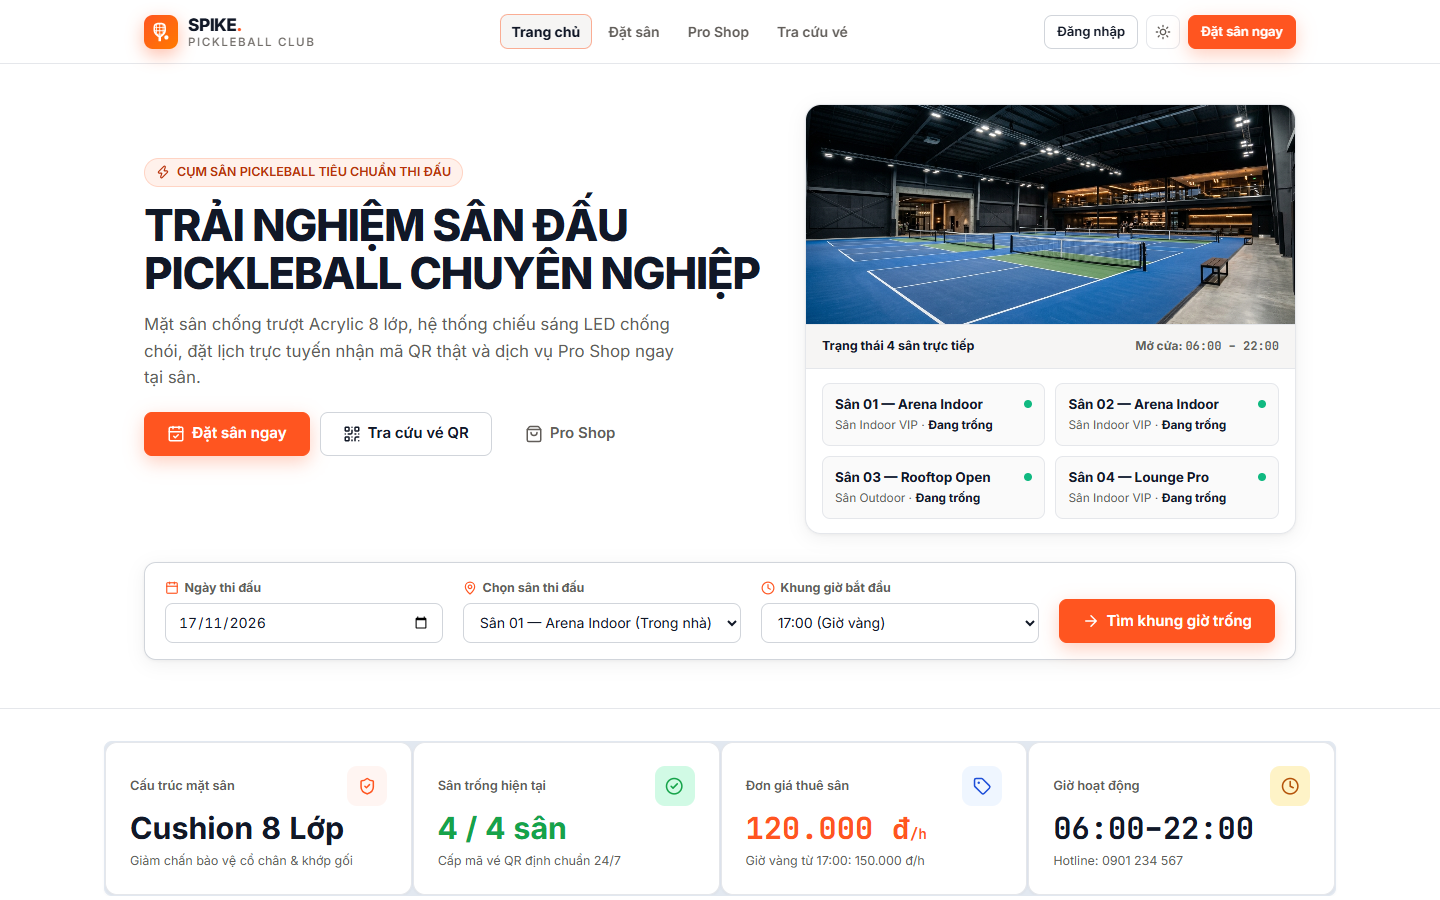 SPIKE.
PICKLEBALL CLUB
Trang chủ
Đặt sân
Pro Shop
Tra cứu vé
Đăng nhập
Đặt sân ngay
CỤM SÂN PICKLEBALL TIÊU CHUẨN THI ĐẤU
TRẢI NGHIỆM SÂN ĐẤU
PICKLEBALL CHUYÊN NGHIỆP
Mặt sân chống trượt Acrylic 8 lớp, hệ thống chiếu sáng LED chống
chói, đặt lịch trực tuyến nhận mã QR thật và dịch vụ Pro Shop ngay
tại sân.
Đặt sân ngay
Tra cứu vé QR
Pro Shop
Trạng thái 4 sân trực tiếp
Mở cửa: 06:00 – 22:00
Sân 01 — Arena Indoor
Sân Indoor VIP · Đang trống
Sân 02 — Arena Indoor
Sân Indoor VIP · Đang trống
Sân 03 — Rooftop Open
Sân Outdoor · Đang trống
Sân 04 — Lounge Pro
Sân Indoor VIP · Đang trống
Ngày thi đấu
17/11/2026
Chọn sân thi đấu
Sân 01 — Arena Indoor (Trong nhà)
Khung giờ bắt đầu
17:00 (Giờ vàng)
Tìm khung giờ trống
Cấu trúc mặt sân
Cushion 8 Lớp
Giảm chấn bảo vệ cổ chân & khớp gối
Sân trống hiện tại
4 / 4 sân
Cấp mã vé QR định chuẩn 24/7
Đơn giá thuê sân
120.000 đ/h
Giờ vàng từ 17:00: 150.000 đ/h
Giờ hoạt động
06:00–22:00
Hotline: 0901 234 567